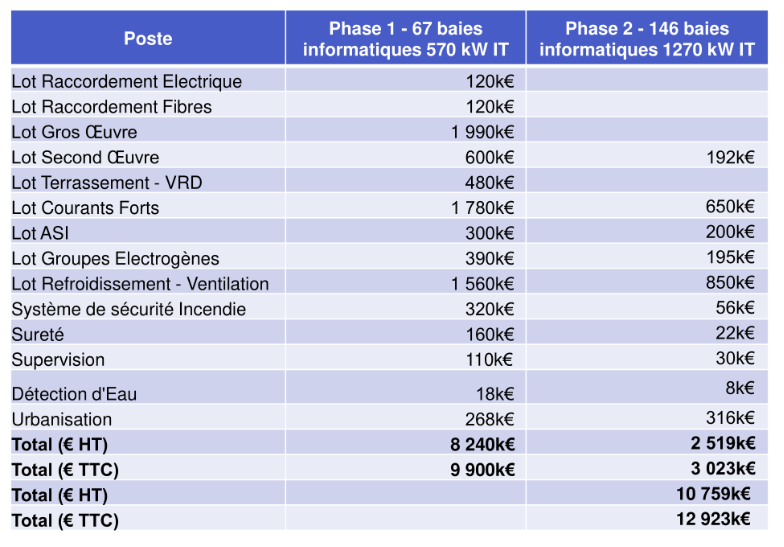 Poste Phase 1 - 67 baies informatiques 570 kW IT Phase 2 - 146 baies informatiques 1270 kW IT
Lot Raccordement Electrique 120k€
Lot Raccordement Fibres 120k€
Lot Gros Œuvre 1 990k€
Lot Second Œuvre 600k€ 192k€
Lot Terrassement - VRD 480k€
Lot Courants Forts 1 780k€ 650k€
Lot ASI 300k€ 200k€
Lot Groupes Electrogènes 390k€ 195k€
Lot Refroidissement - Ventilation 1 560k€ 850k€
Système de sécurité Incendie 320k€ 56k€
Sureté 160k€ 22k€
Supervision 110k€ 30k€
Détection d'Eau 18k€ 8k€
Urbanisation 268k€ 316k€
Total (€ HT) 8 240k€ 2 519k€
Total (€ TTC) 9 900k€ 3 023k€
Total (€ HT) 10 759k€
Total (€ TTC) 12 923k€